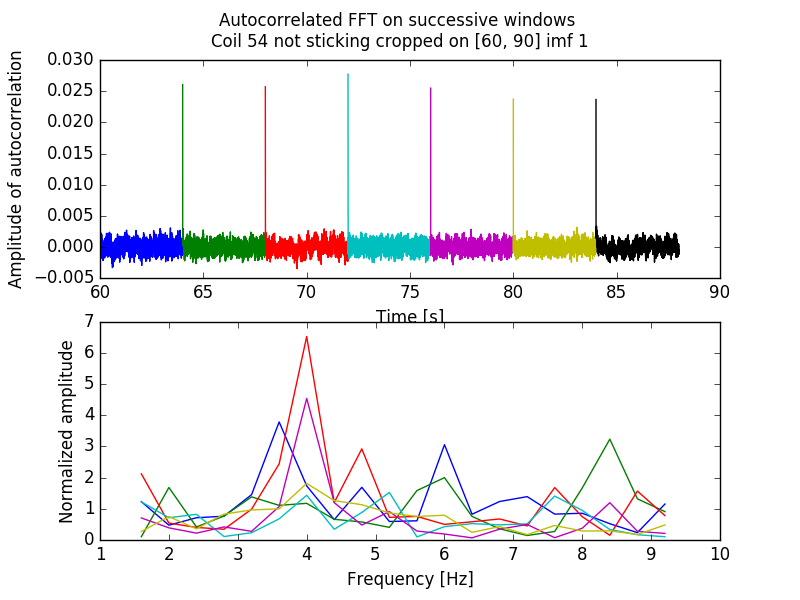 Autocorrelated FFT on successive windows
Coil 54 not sticking cropped on [60, 90] imf 1
Amplitude of autocorrelation
0.030
0.025
0.020
0.015
0.010
0.005
0.000
−0.005
60 65 70 75 80 85 90
Time [s]
Normalized amplitude
7
6
5
4
3
2
1
0
1 2 3 4 5 6 7 8 9 10
Frequency [Hz]